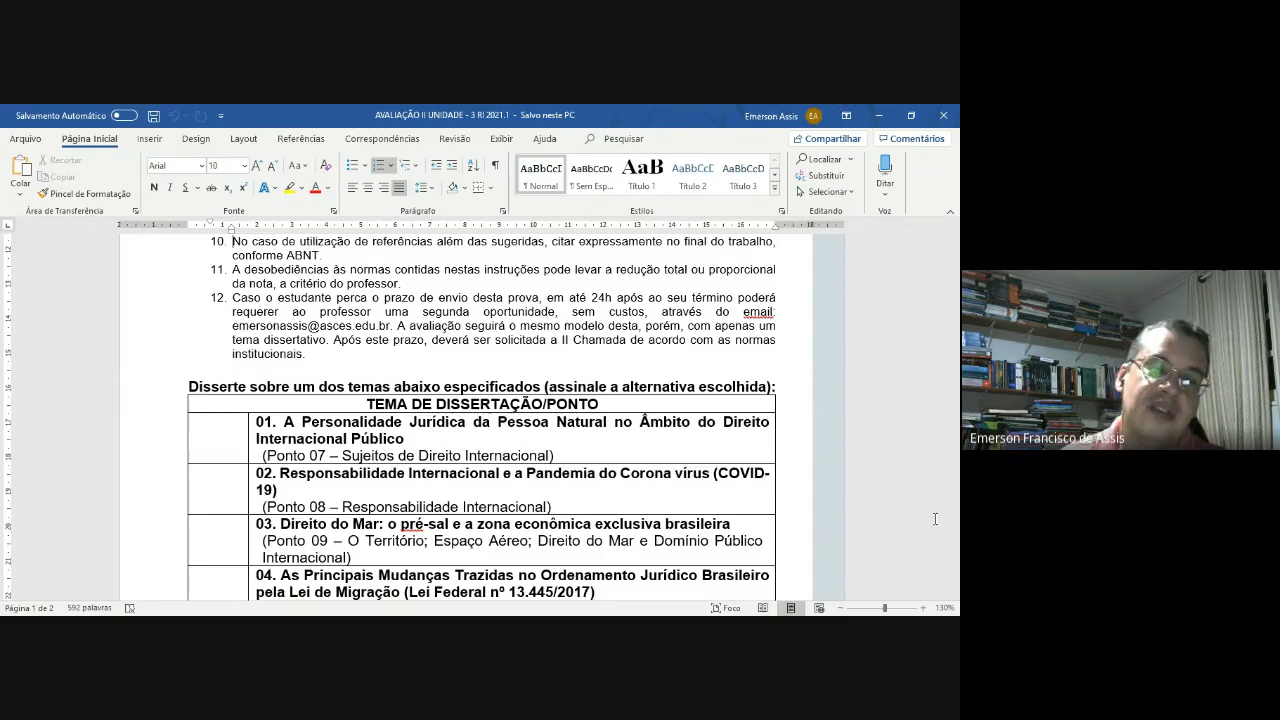 Salvamento Automático
AVALIAÇÃO II UNIDADE - 3 RI 2021.1 - Salvo neste PC
Emerson Assis
EA
Arquivo
Página Inicial
Inserir
Design
Layout
Referências
Correspondências
Revisão
Exibir
Ajuda
Pesquisar
Compartilhar
Comentários
Colar
Recortar
Copiar
Pincel de Formatação
Área de Transferência
Arial
10
Fonte
Parágrafo
AaBbCcI
¶ Normal
AaBbCcDc
¶ Sem Esp...
AaB
Título 1
AaBbCcE
Título 2
AaBbCcD
Título 3
Estilos
Localizar
Substituir
Selecionar
Editando
Ditar
Voz
10. No caso de utilização de referências além das sugeridas, citar expressamente no final do trabalho,
conforme ABNT.
11. A desobediências às normas contidas nestas instruções pode levar a redução total ou proporcional
da nota, a critério do professor.
12. Caso o estudante perca o prazo de envio desta prova, em até 24h após ao seu término poderá
requerer ao professor uma segunda oportunidade, sem custos, através do email:
emersonassis@asces.edu.br. A avaliação seguirá o mesmo modelo desta, porém, com apenas um
tema dissertativo. Após este prazo, deverá ser solicitada a II Chamada de acordo com as normas
institucionais.
Disserte sobre um dos temas abaixo especificados (assinale a alternativa escolhida):
TEMA DE DISSERTAÇÃO/PONTO
01. A Personalidade Jurídica da Pessoa Natural no Âmbito do Direito
Internacional Público
(Ponto 07 – Sujeitos de Direito Internacional)
02. Responsabilidade Internacional e a Pandemia do Corona vírus (COVID-
19)
(Ponto 08 – Responsabilidade Internacional)
03. Direito do Mar: o pré-sal e a zona econômica exclusiva brasileira
(Ponto 09 – O Território; Espaço Aéreo; Direito do Mar e Domínio Público
Internacional)
04. As Principais Mudanças Trazidas no Ordenamento Jurídico Brasileiro
pela Lei de Migração (Lei Federal nº 13.445/2017)
Página 1 de 2
592 palavras
Foco
130%
Emerson Francisco de Assis